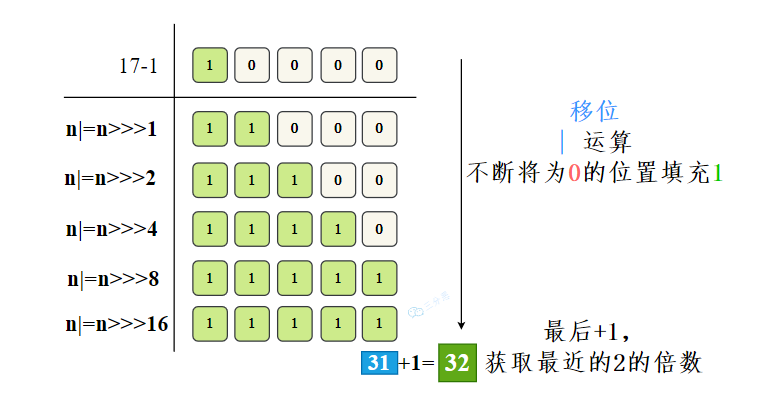 17-1 1 0 0 0 0
n|=n>>>1 1 1 0 0 0
n|=n>>>2 1 1 1 0 0
n|=n>>>4 1 1 1 1 0
n|=n>>>8 1 1 1 1 1
n|=n>>>16 1 1 1 1 1
31+1=32
移位
| 运算
不断将为0的位置填充1
最后+1,
获取最近的2的倍数
三分恶